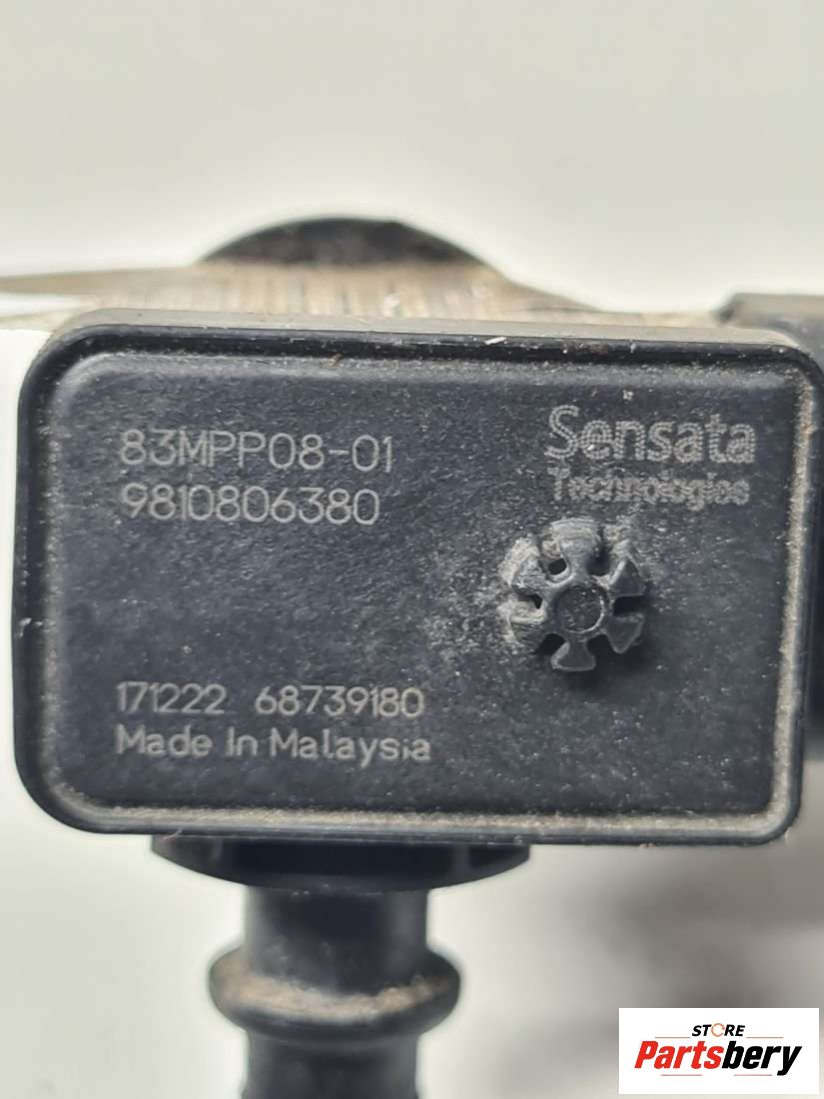 83MPP08-01
9810806380
Sensata
Technologies
171222 68739180
Made In Malaysia
STORE
Partsbery